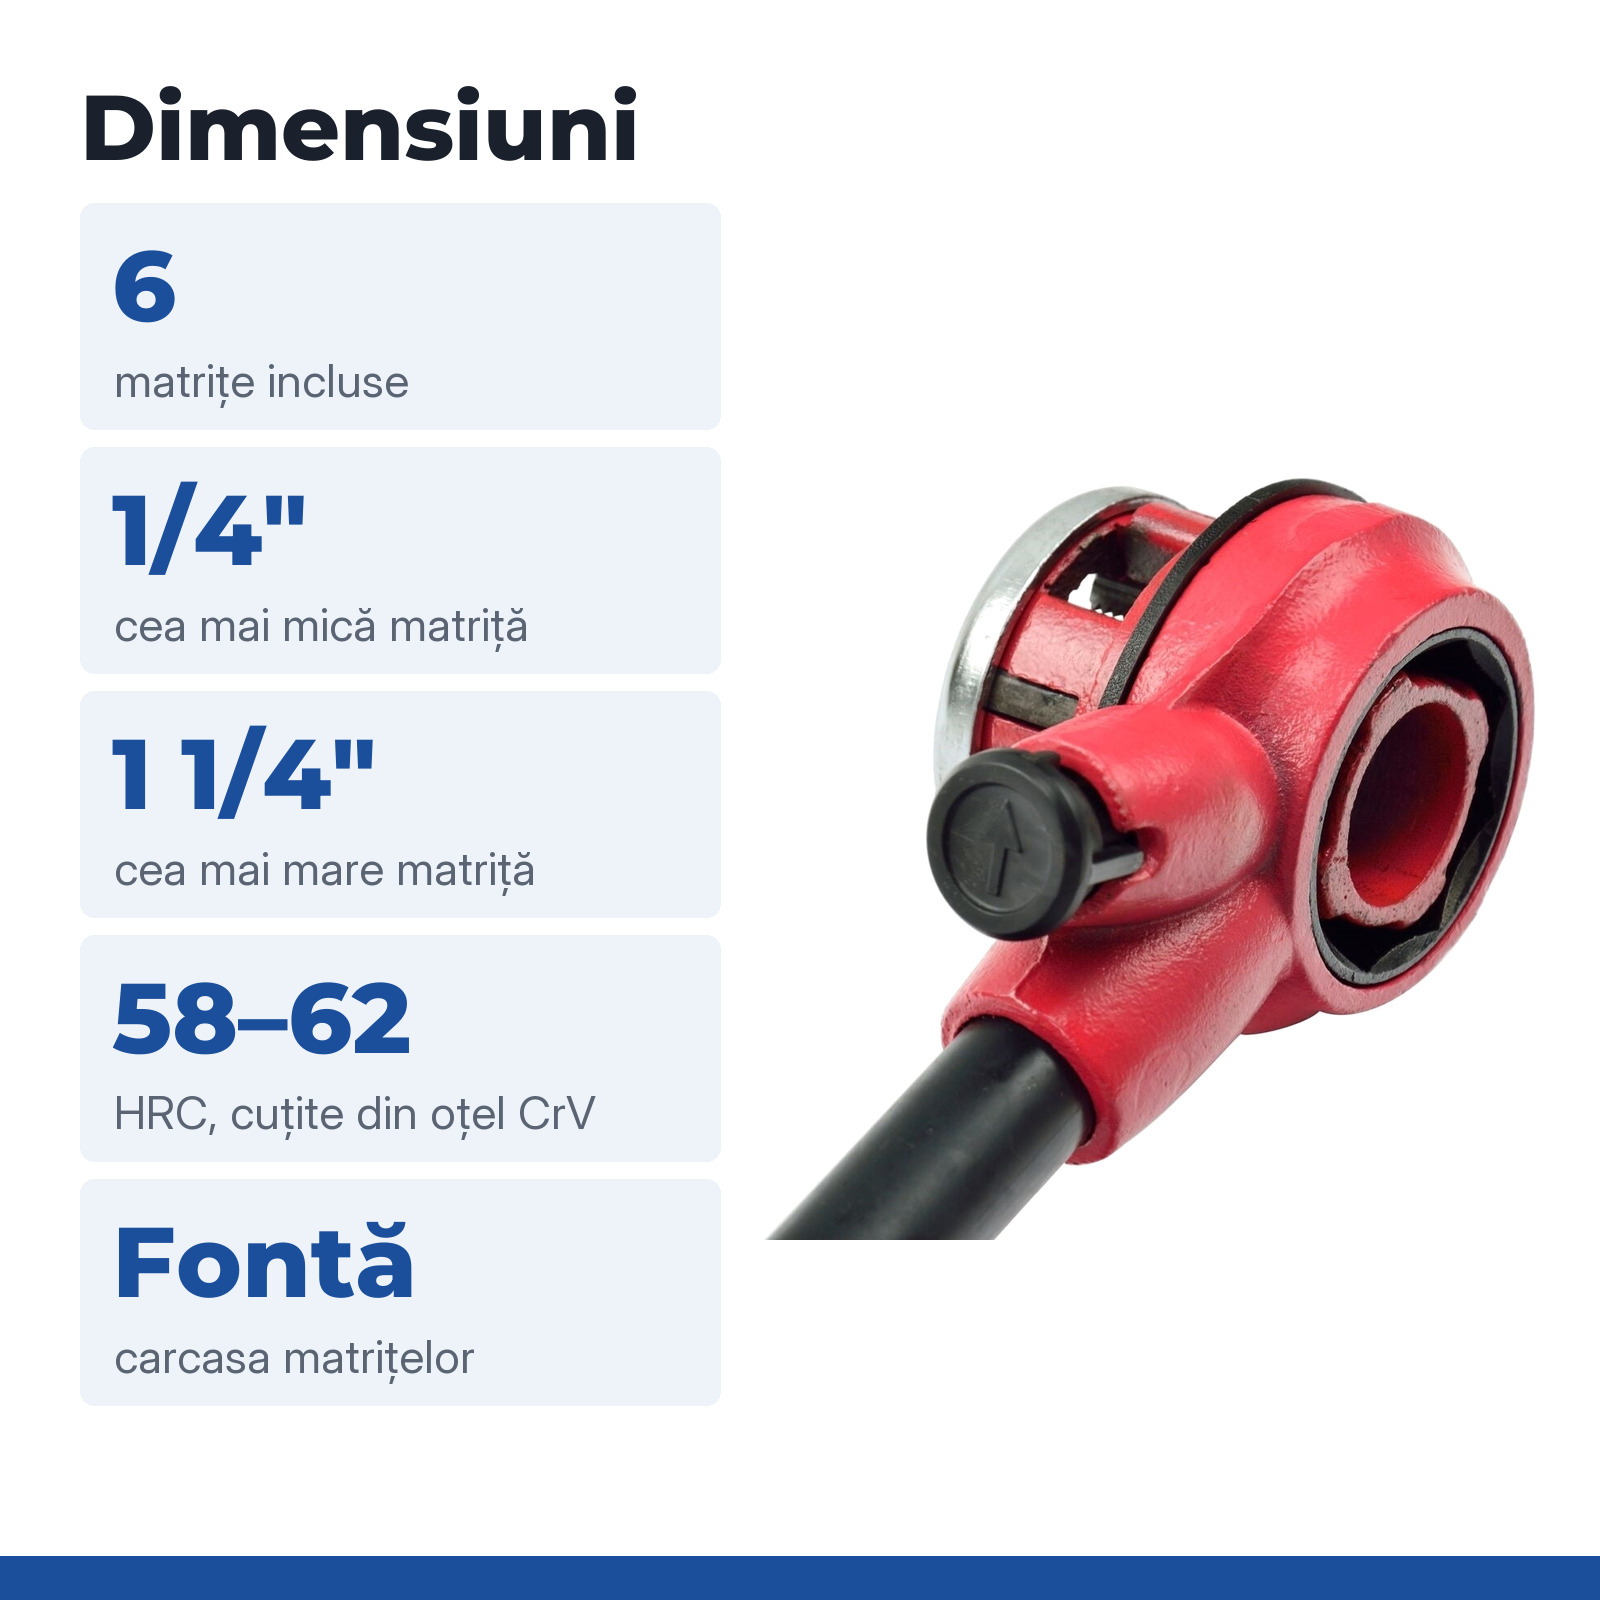 Dimensiuni
6
matrițe incluse
1/4"
cea mai mică matriță
1 1/4"
cea mai mare matriță
58–62
HRC, cuțite din oțel CrV
Fontă
carcasa matrițelor